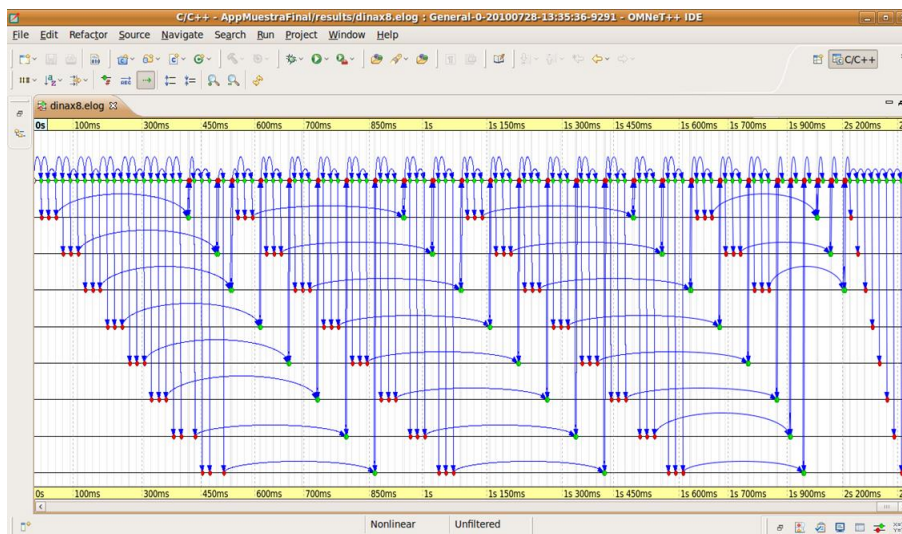 C/C++ - AppMuestraFinal/results/dinax8.elog : General-0-20100728-13:35:36-9291 - OMNeT++ IDE
File Edit Refactor Source Navigate Search Run Project Window Help
C/C++
dinax8.elog
0s 100ms 300ms 450ms 600ms 700ms 850ms 1s 1s 150ms 1s 300ms 1s 450ms 1s 600ms 1s 700ms 1s 900ms 2s 200ms 2
0s 100ms 300ms 450ms 600ms 700ms 850ms 1s 1s 150ms 1s 300ms 1s 450ms 1s 600ms 1s 700ms 1s 900ms 2s 200ms 2
Nonlinear Unfiltered